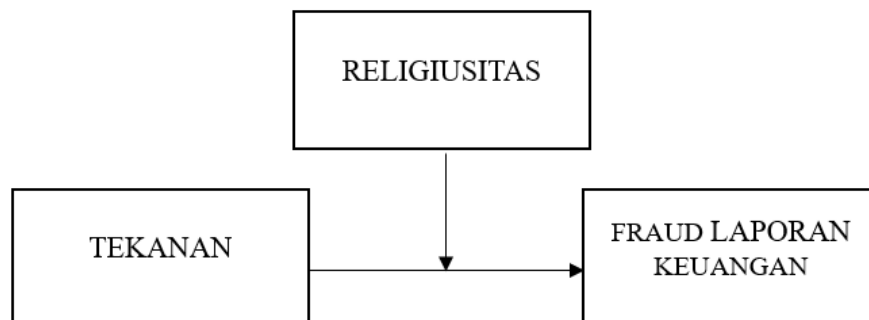 RELIGIUSITAS
TEKANAN
FRAUD LAPORAN
KEUANGAN